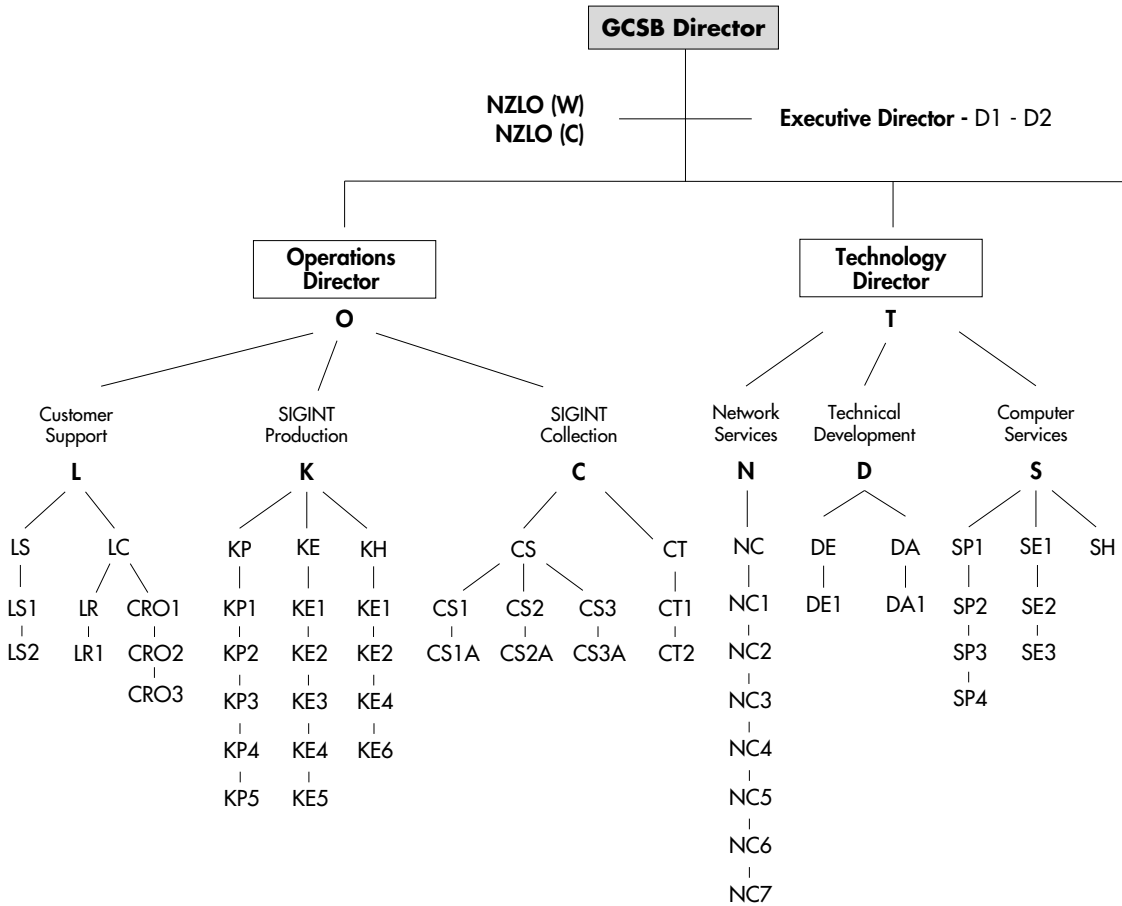 GCSB Director
NZLO (W)
NZLO (C)
Executive Director - D1 - D2
Operations
Director
O
Technology
Director
T
Customer
Support
L
SIGINT
Production
K
SIGINT
Collection
C
Network
Services
N
Technical
Development
D
Computer
Services
S
LS LC KP KE KH CS CT NC DE DA SP1 SE1 SH
LS1 LR CRO1 KP1 KE1 KE1 CS1 CS2 CS3 CT1 NC1 DE1 DA1 SP2 SE2
LS2 LR1 CRO2 KP2 KE2 KE2 CS1A CS2A CS3A CT2 NC2 SP3 SE3
CRO3 KP3 KE3 KE4 NC3 SP4
KP4 KE4 KE6 NC4
KP5 KE5 NC5
NC6
NC7